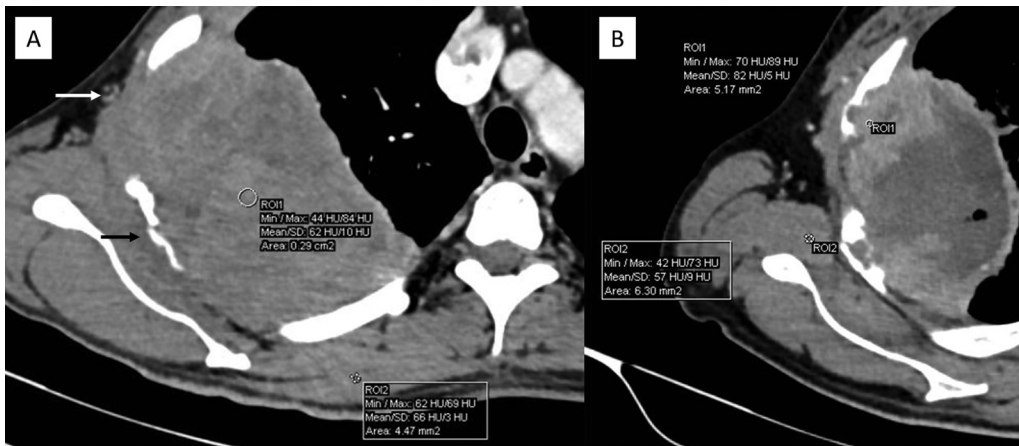 A
ROI1
Min / Max: 44 HU/84 HU
Mean/SD: 62 HU/10 HU
Area: 0.29 cm2
ROI2
Min / Max: 62 HU/69 HU
Mean/SD: 66 HU/3 HU
Area: 4.47 mm2
B
ROI1
Min / Max: 70 HU/89 HU
Mean/SD: 82 HU/5 HU
Area: 5.17 mm2
ROI1
ROI2
ROI2
Min / Max: 42 HU/73 HU
Mean/SD: 57 HU/9 HU
Area: 6.30 mm2